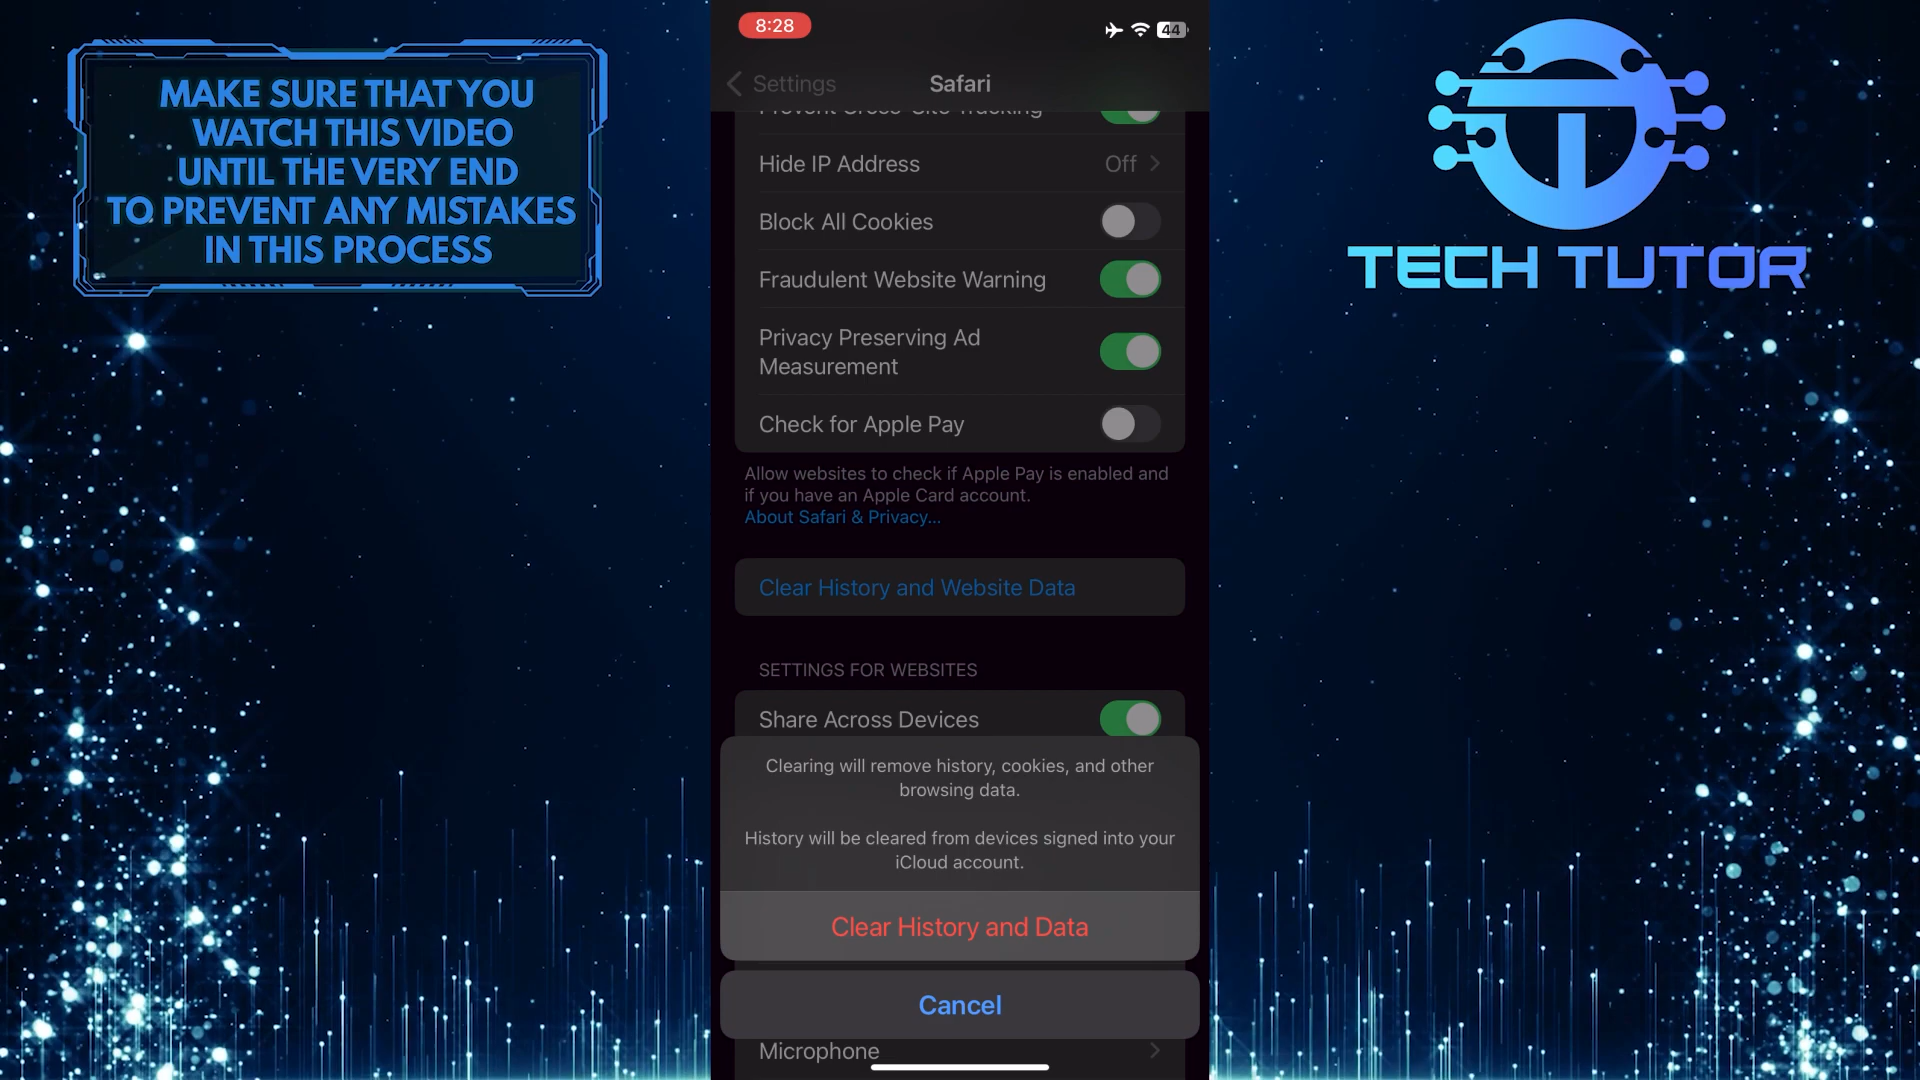 MAKE SURE THAT YOU
WATCH THIS VIDEO
UNTIL THE VERY END
TO PREVENT ANY MISTAKES
IN THIS PROCESS
8:28
44
Settings
Safari
Prevent Cross-Site Tracking
Hide IP Address Off
Block All Cookies
Fraudulent Website Warning
Privacy Preserving Ad
Measurement
Check for Apple Pay
Allow websites to check if Apple Pay is enabled and
if you have an Apple Card account.
About Safari & Privacy...
Clear History and Website Data
SETTINGS FOR WEBSITES
Share Across Devices
Clearing will remove history, cookies, and other
browsing data.
History will be cleared from devices signed into your
iCloud account.
Clear History and Data
Cancel
Microphone
TECH TUTOR